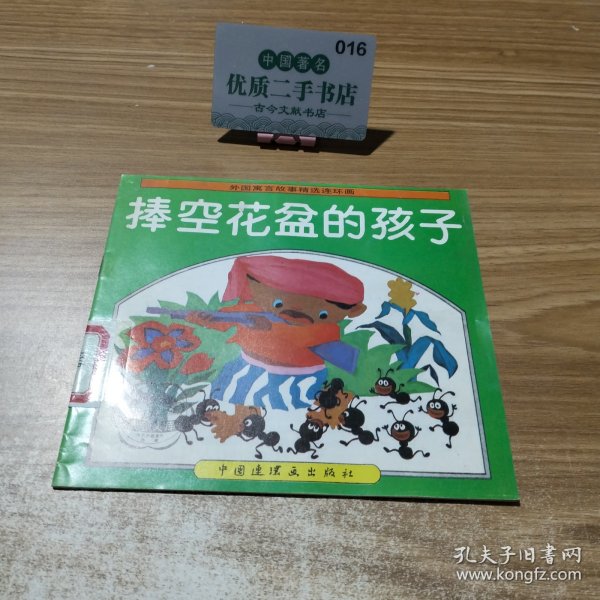 016
中国著名
优质二手书店
古今文献书店
外国寓言故事精选连环画
捧空花盆的孩子
中国连环画出版社
孔夫子旧书网
www.kongfz.com